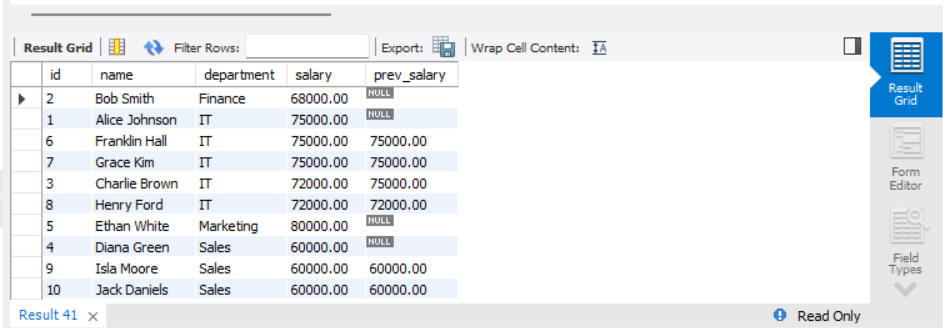 Result Grid Filter Rows: Export: Wrap Cell Content: IA
id name department salary prev_salary
2 Bob Smith Finance 68000.00 NULL
1 Alice Johnson IT 75000.00 NULL
6 Franklin Hall IT 75000.00 75000.00
7 Grace Kim IT 75000.00 75000.00
3 Charlie Brown IT 72000.00 75000.00
8 Henry Ford IT 72000.00 72000.00
5 Ethan White Marketing 80000.00 NULL
4 Diana Green Sales 60000.00 NULL
9 Isla Moore Sales 60000.00 60000.00
10 Jack Daniels Sales 60000.00 60000.00
Result
Grid
Form
Editor
Field
Types
Result 41 × Read Only